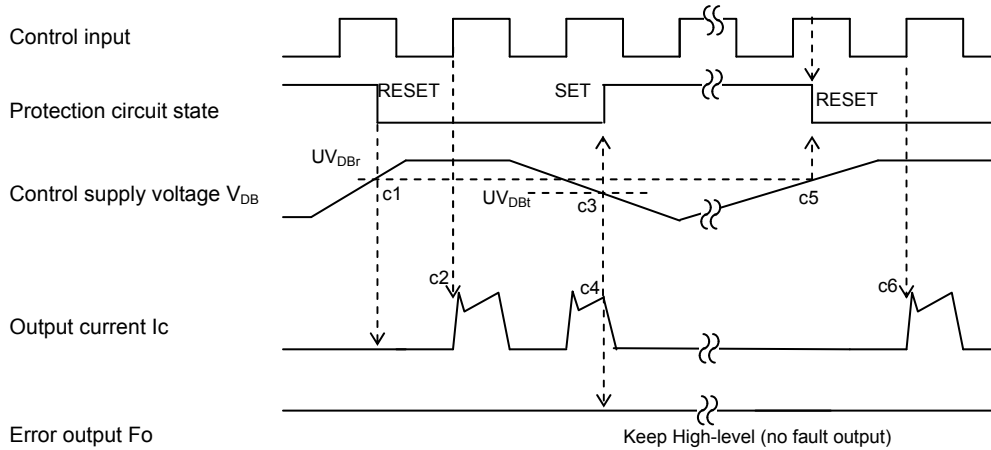 Control input
Protection circuit state
RESET
SET
RESET
UVDBr
Control supply voltage VDB
c1
UVDBt
c3
c5
c2
c4
c6
Output current Ic
Error output Fo
Keep High-level (no fault output)